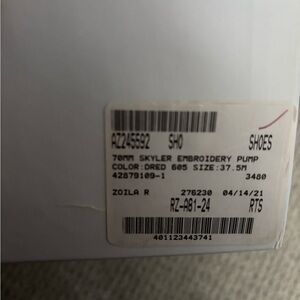 AZ245592 SHO SHOES
70MM SKYLER EMBROIDERY PUMP
COLOR:DRED 605 SIZE:37.5M
42879109-1 3480
ZOILA R 276230 04/14/21
RZ-A81-24 RTS
401123443741